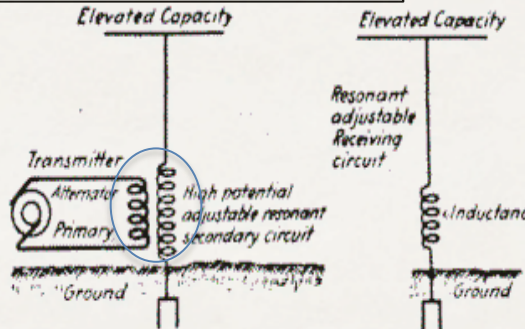 Elevated Capacity
Transmitter
Alternator
Primary
High potential
adjustable resonant
secondary circuit
Ground
Elevated Capacity
Resonant
adjustable
Receiving
circuit
Inductanc
Ground